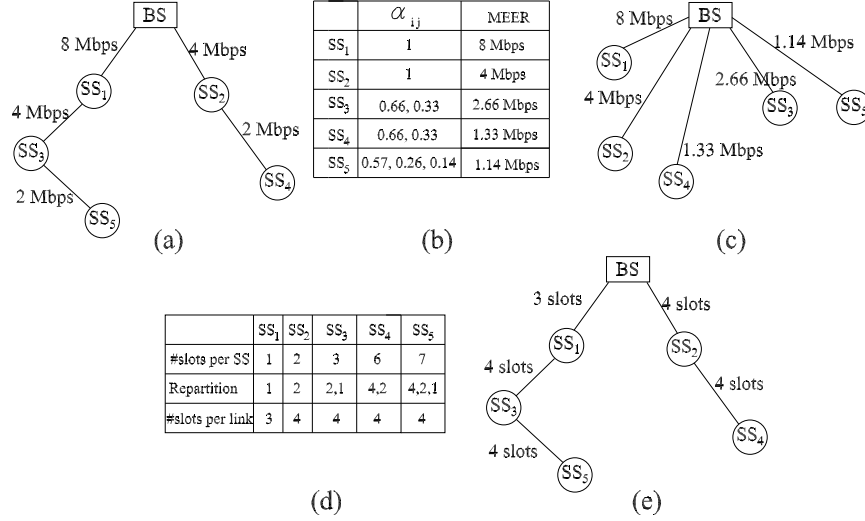 BS
8 Mbps
4 Mbps
SS1
SS2
4 Mbps
2 Mbps
SS3
SS4
2 Mbps
SS5
(a)
α ij MEER
SS1 1 8 Mbps
SS2 1 4 Mbps
SS3 0.66, 0.33 2.66 Mbps
SS4 0.66, 0.33 1.33 Mbps
SS5 0.57, 0.26, 0.14 1.14 Mbps
(b)
BS
8 Mbps
1.14 Mbps
SS1
4 Mbps
2.66 Mbps
SS3
SS5
1.33 Mbps
SS2
SS4
(c)
SS1 SS2 SS3 SS4 SS5
#slots per SS 1 2 3 6 7
Repartition 1 2 2,1 4,2 4,2,1
#slots per link 3 4 4 4 4
(d)
BS
3 slots
4 slots
SS1
SS2
4 slots
4 slots
SS3
SS4
4 slots
SS5
(e)